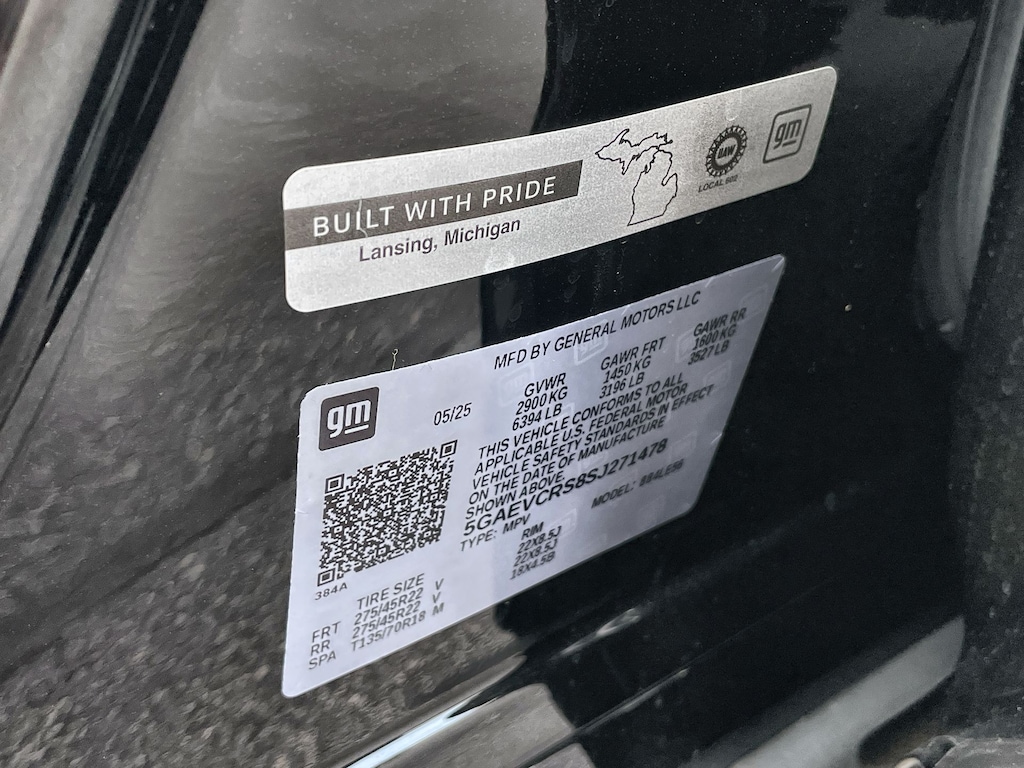 BUILT WITH PRIDE
Lansing, Michigan
UAW
LOCAL 602
gm
MFD BY GENERAL MOTORS LLC
gm
05/25
GVWR GAWR FRT GAWR RR
2900 KG 1450 KG 1600 KG
6394 LB 3196 LB 3527 LB
THIS VEHICLE CONFORMS TO ALL
APPLICABLE U.S. FEDERAL MOTOR
VEHICLE SAFETY STANDARDS IN EFFECT
ON THE DATE OF MANUFACTURE
SHOWN ABOVE.
5GAEVCRS8SJ271478
TYPE: MPV MODEL:
384A
TIRE SIZE RIM
FRT 275/45R22 V 22X8.5J
RR 275/45R22 V 22X8.5J
SPA T135/70R18 M 18X4.5B